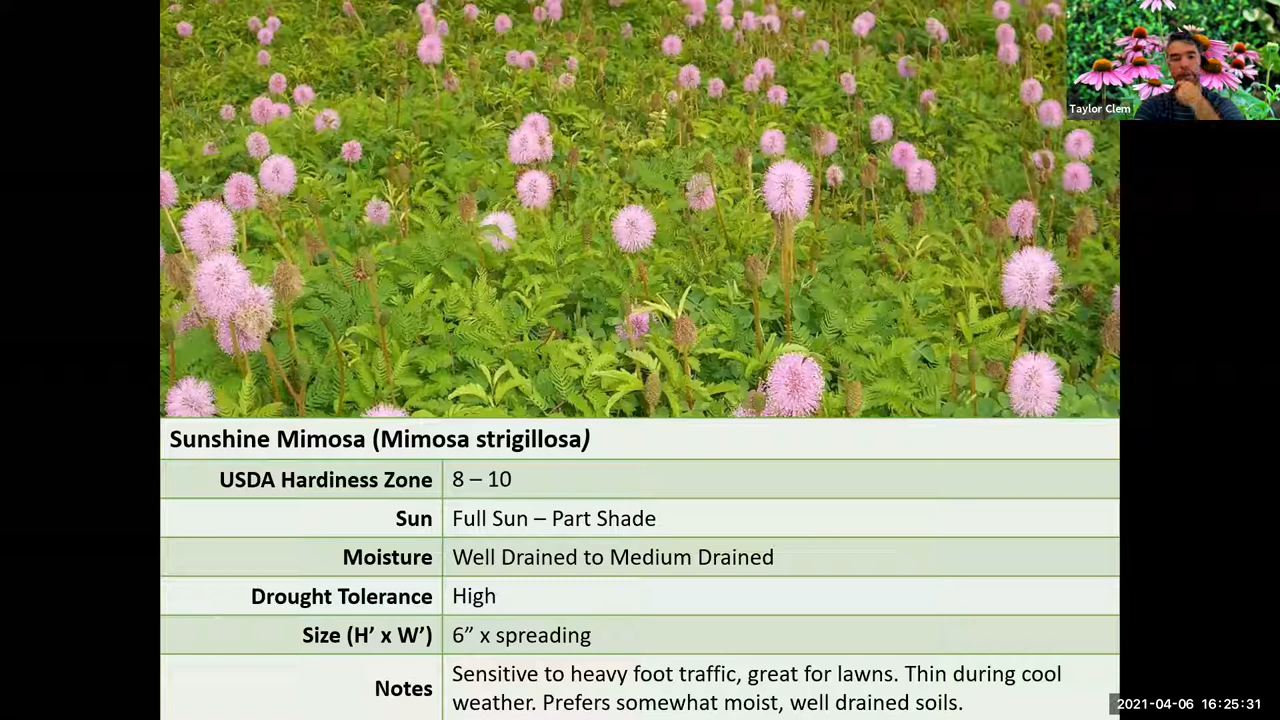 Taylor Clem
Sunshine Mimosa (Mimosa strigillosa)
USDA Hardiness Zone 8 – 10
Sun Full Sun – Part Shade
Moisture Well Drained to Medium Drained
Drought Tolerance High
Size (H’ x W’) 6” x spreading
Notes Sensitive to heavy foot traffic, great for lawns. Thin during cool
weather. Prefers somewhat moist, well drained soils.
2021-04-06 16:25:31